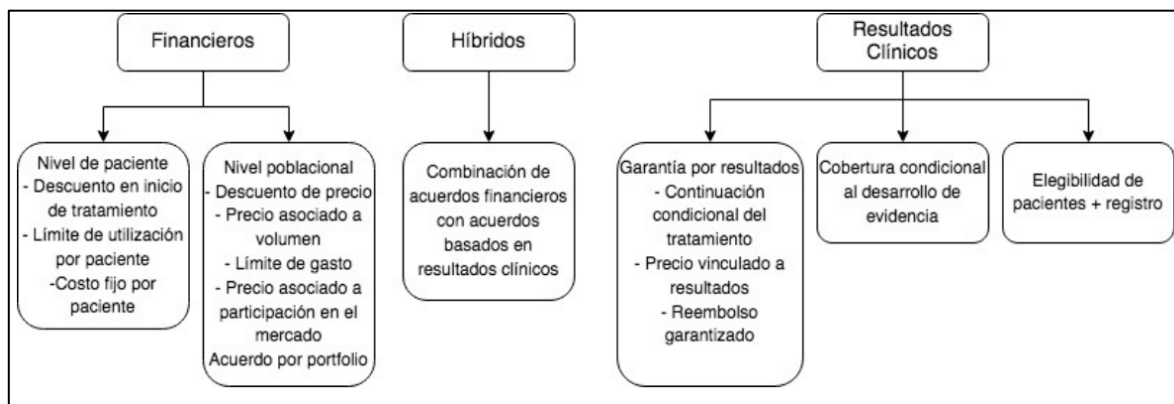 Financieros
Nivel de paciente
- Descuento en inicio
de tratamiento
- Límite de utilización
por paciente
-Costo fijo por
paciente
Nivel poblacional
- Descuento de precio
- Precio asociado a
volumen
- Límite de gasto
- Precio asociado a
participación en el
mercado
Acuerdo por portfolio
Híbridos
Combinación de
acuerdos financieros
con acuerdos
basados en
resultados clínicos
Resultados
Clínicos
Garantía por resultados
- Continuación
condicional del
tratamiento
- Precio vinculado a
resultados
- Reembolso
garantizado
Cobertura condicional
al desarrollo de
evidencia
Elegibilidad de
pacientes + registro